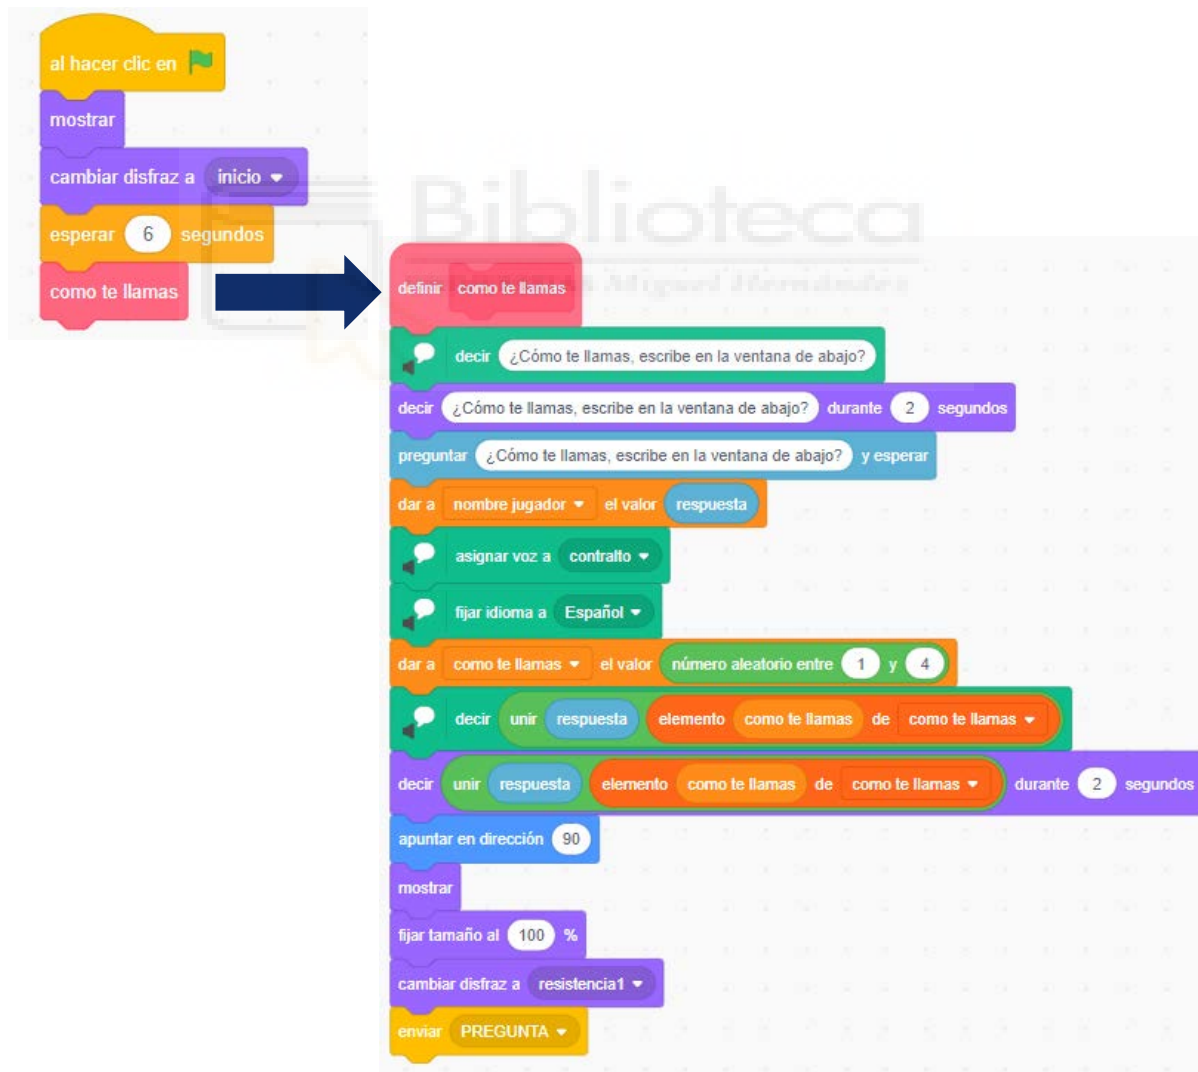 al hacer clic en
mostrar
cambiar disfraz a inicio
esperar 6 segundos
como te llamas
Biblioteca
Miguel Hernández
definir como te llamas
decir ¿Cómo te llamas, escribe en la ventana de abajo?
decir ¿Cómo te llamas, escribe en la ventana de abajo? durante 2 segundos
preguntar ¿Cómo te llamas, escribe en la ventana de abajo? y esperar
dar a nombre jugador el valor respuesta
asignar voz a contralto
fijar idioma a Español
dar a como te llamas el valor número aleatorio entre 1 y 4
decir unir respuesta elemento como te llamas de como te llamas
decir unir respuesta elemento como te llamas de como te llamas durante 2 segundos
apuntar en dirección 90
mostrar
fijar tamaño al 100 %
cambiar disfraz a resistencia1
enviar PREGUNTA